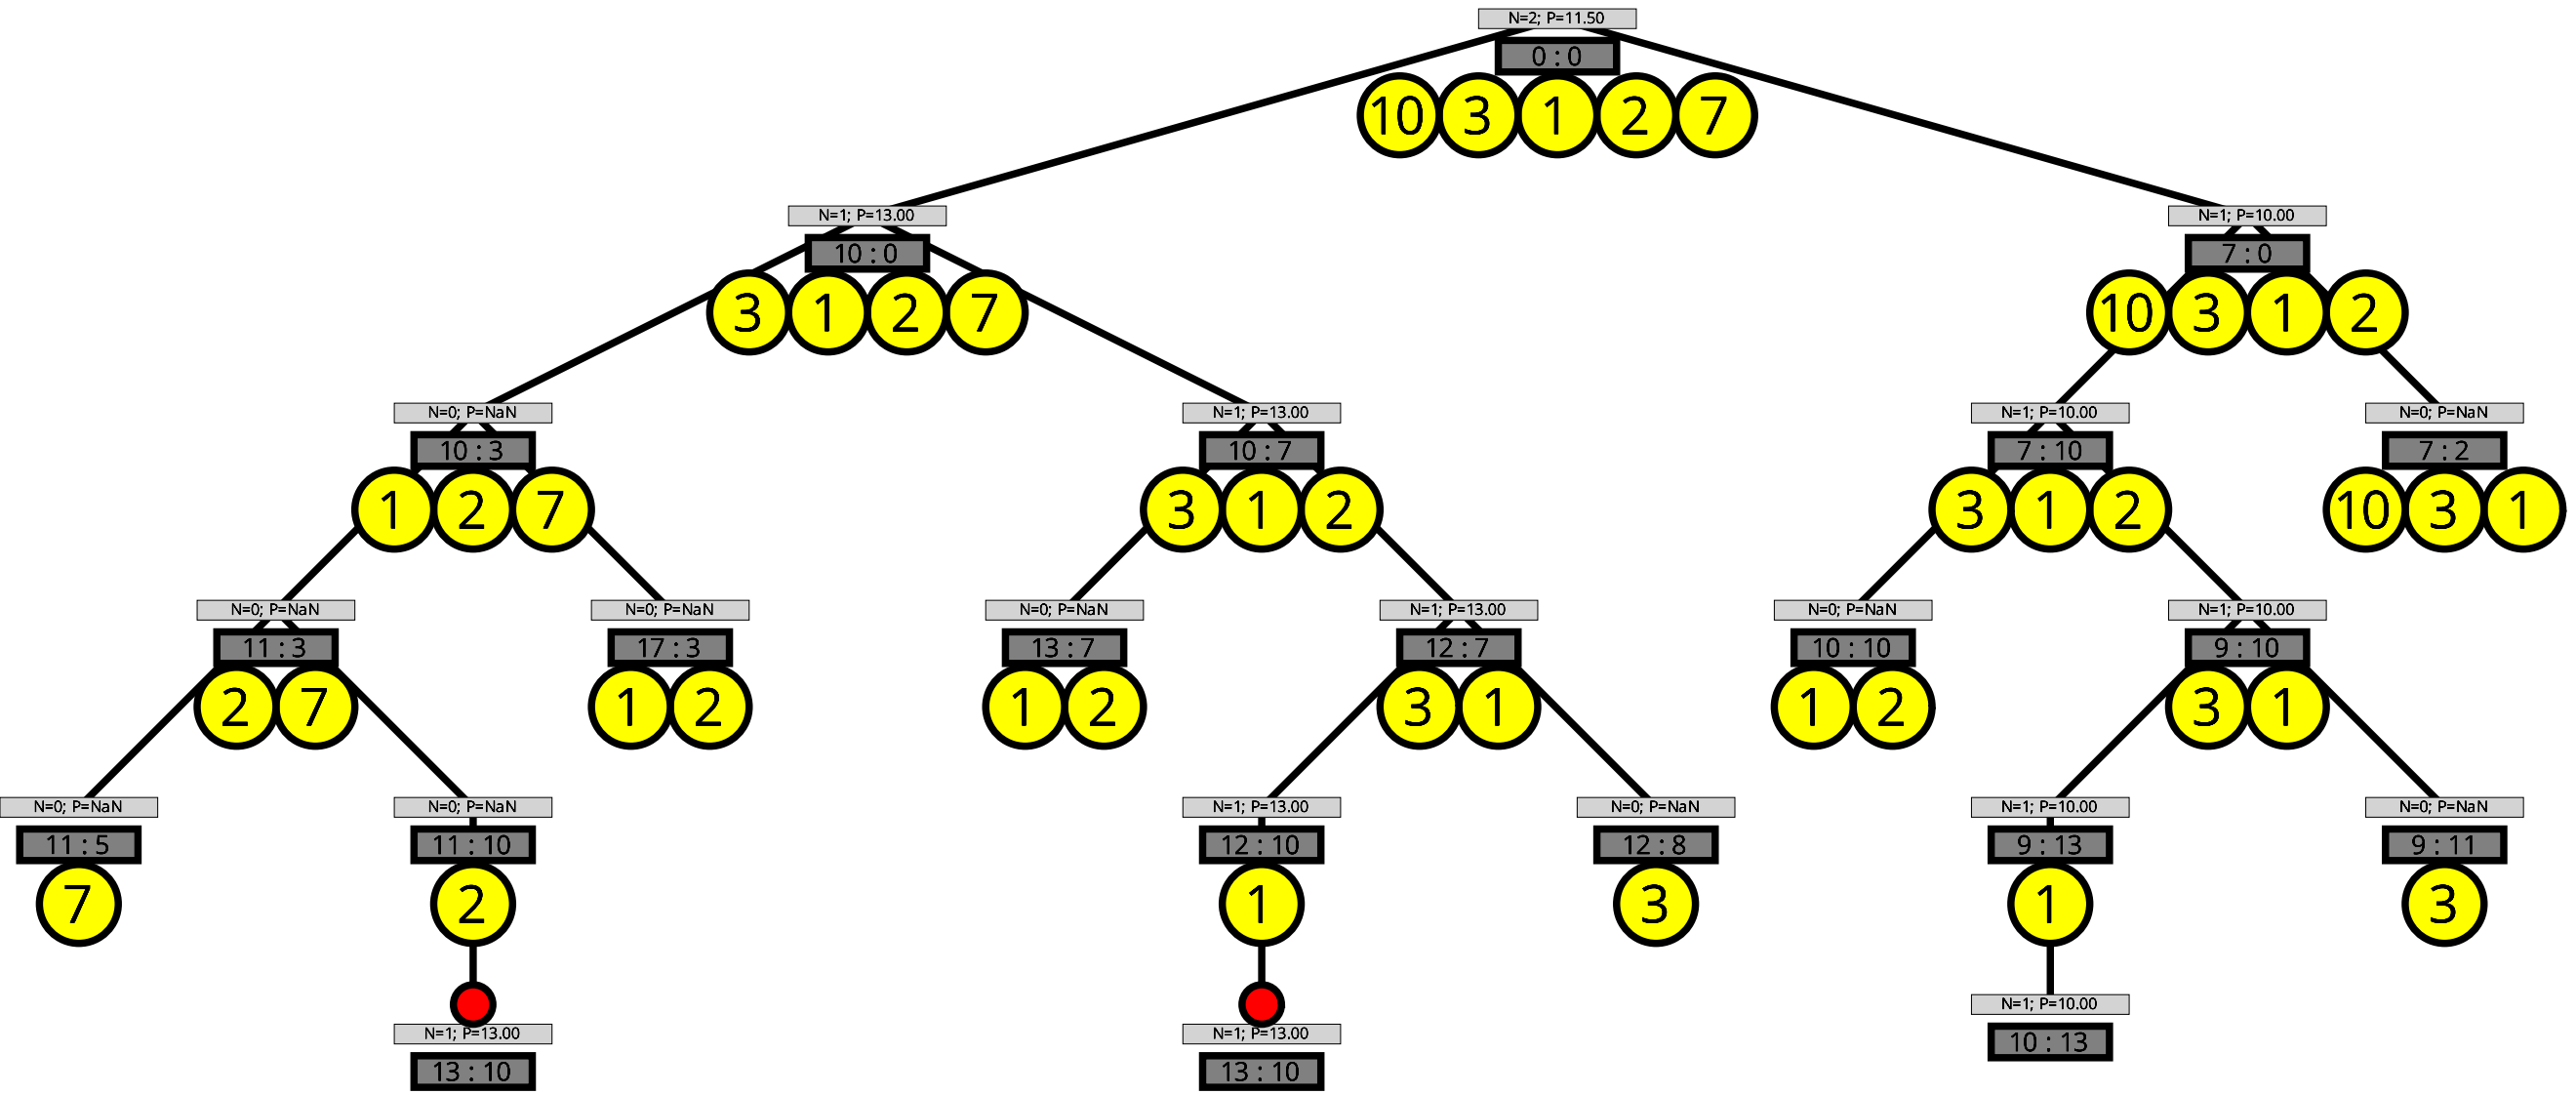 N=2; P=11.50
0 : 0
10 3 1 2 7
N=1; P=13.00
N=1; P=10.00
10 : 0
7 : 0
3 1 2 7
10 3 1 2
N=0; P=NaN
N=1; P=13.00
N=1; P=10.00
N=0; P=NaN
10 : 3
10 : 7
7 : 10
7 : 2
1 2 7
3 1 2
3 1 2
10 3 1
N=0; P=NaN
N=0; P=NaN
N=0; P=NaN
N=1; P=13.00
N=0; P=NaN
N=1; P=10.00
11 : 3
17 : 3
13 : 7
12 : 7
10 : 10
9 : 10
2 7
1 2
1 2
3 1
1 2
3 1
N=0; P=NaN
N=0; P=NaN
N=1; P=13.00
N=0; P=NaN
N=1; P=10.00
N=0; P=NaN
11 : 5
11 : 10
12 : 10
12 : 8
9 : 13
9 : 11
7
2
1
3
1
3
N=1; P=13.00
N=1; P=13.00
N=1; P=10.00
13 : 10
13 : 10
10 : 13